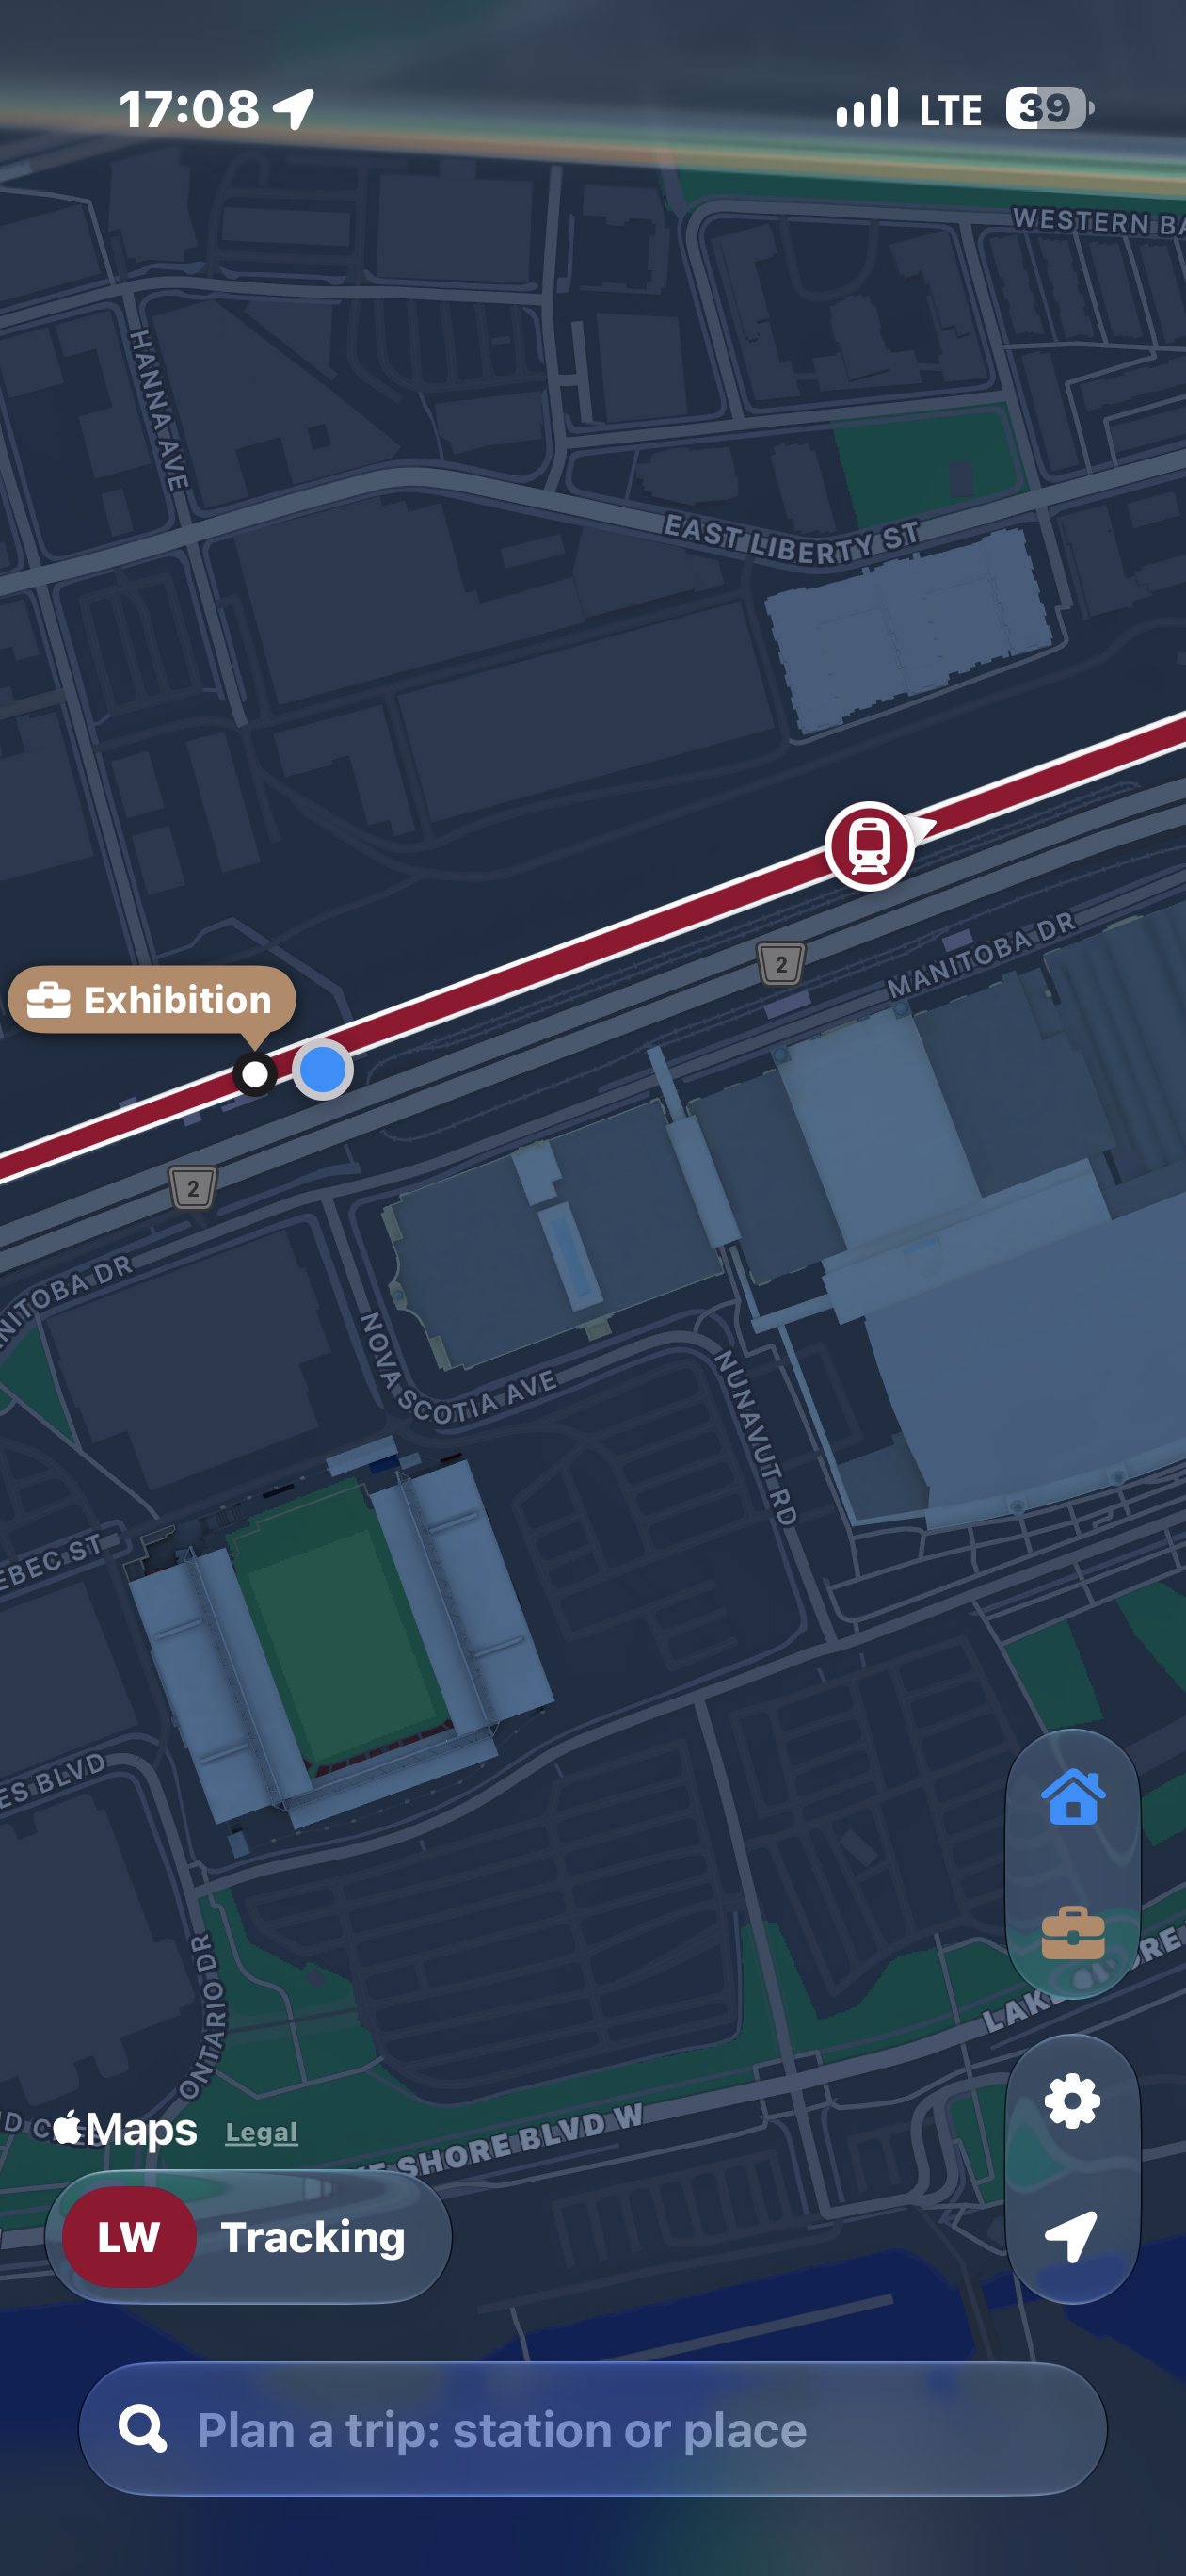 17:08
LTE
39
WESTERN BA
HANNA AVE
EAST LIBERTY ST
2
MANITOBA DR
Exhibition
2
NITOBA DR
NOVA SCOTIA AVE
NUNAVUT RD
EBEC ST
ES BLVD
ONTARIO DR
LAKE SHORE
Maps
Legal
E SHORE BLVD W
LW
Tracking
Plan a trip: station or place